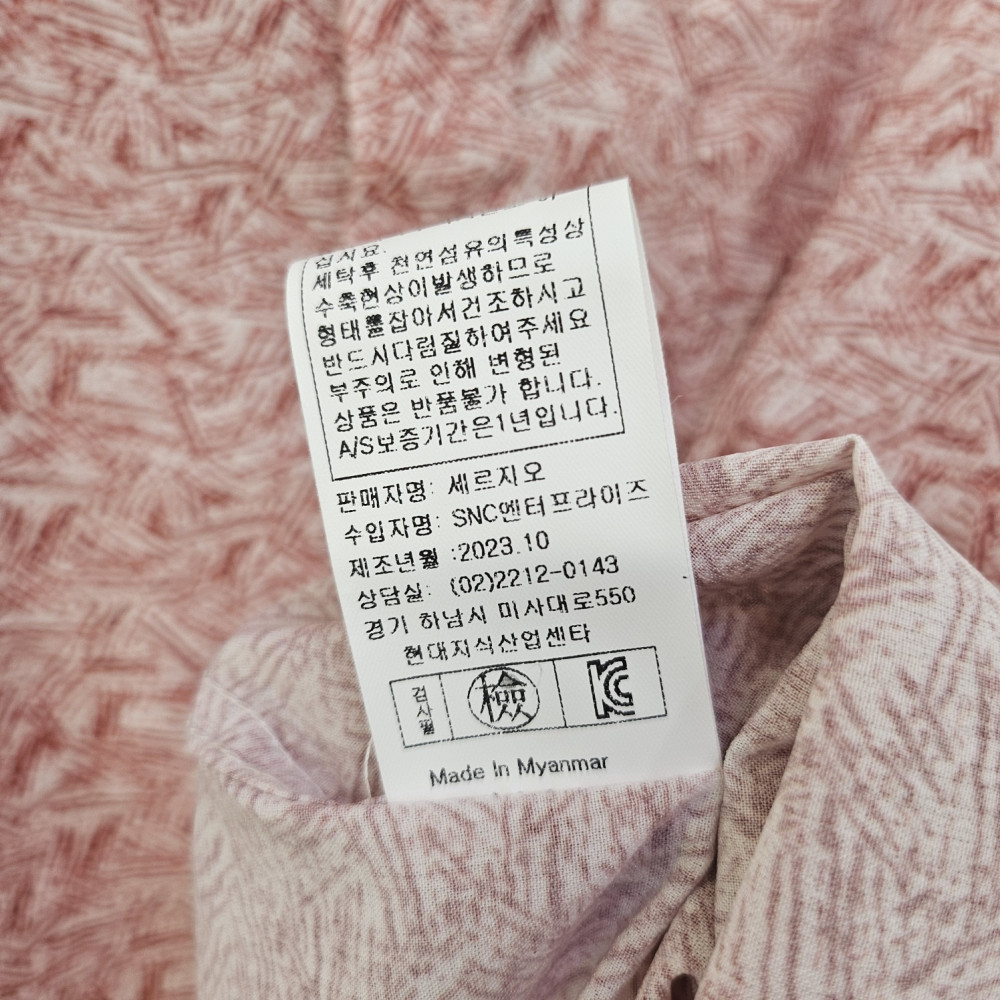 십시요.
세탁후 천연섬유의특성상
수축현상이발생하므로
형태를잡아서건조하시고
반드시다림질하여주세요
부주의로 인해 변형된
상품은 반품불가 합니다.
A/S보증기간은1년입니다.
판매자명: 세르지오
수입자명: SNC엔터프라이즈
제조년월 :2023.10
상담실: (02)2212-0143
경기 하남시 미사대로550
현대지식산업센타
검사필 檢 KC
Made In Myanmar